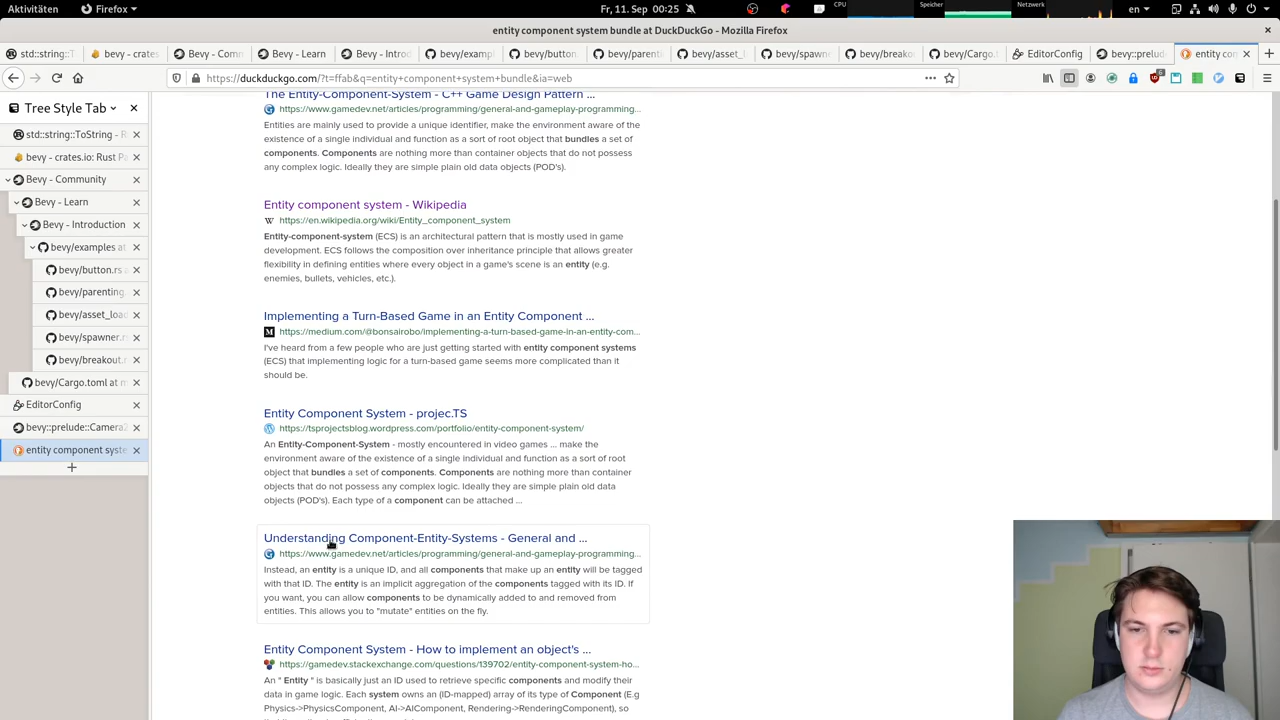 Aktivitäten
Firefox
Fr, 11. Sep 00:25
CPU
Speicher
Netzwerk
en
entity component system bundle at DuckDuckGo - Mozilla Firefox
std::string::T
bevy - crates
Bevy - Comm
Bevy - Learn
Bevy - Introd
bevy/examp
bevy/button
bevy/parent
bevy/asset_
bevy/spawn
bevy/breako
bevy/Cargo.t
EditorConfig
bevy::prelud
entity con
https://duckduckgo.com/?t=ffab&q=entity+component+system+bundle&ia=web
Tree Style Tab
std::string::ToString - R
bevy - crates.io: Rust Pa
Bevy - Community
Bevy - Learn
Bevy - Introduction
bevy/examples at
bevy/button.rs
bevy/parenting
bevy/asset_loa
bevy/spawner.r
bevy/breakout.
bevy/Cargo.toml at m
EditorConfig
bevy::prelude::Camera
entity component syste
The Entity-Component-System - C++ Game Design Pattern ...
https://www.gamedev.net/articles/programming/general-and-gameplay-programming...
Entities are mainly used to provide a unique identifier, make the environment aware of the
existence of a single individual and function as a sort of root object that bundles a set of
components. Components are nothing more than container objects that do not possess
any complex logic. Ideally they are simple plain old data objects (POD's).
Entity component system - Wikipedia
https://en.wikipedia.org/wiki/Entity_component_system
Entity-component-system (ECS) is an architectural pattern that is mostly used in game
development. ECS follows the composition over inheritance principle that allows greater
flexibility in defining entities where every object in a game's scene is an entity (e.g.
enemies, bullets, vehicles, etc.).
Implementing a Turn-Based Game in an Entity Component ...
https://medium.com/@bonsairobo/implementing-a-turn-based-game-in-an-entity-com...
I've heard from a few people who are just getting started with entity component systems
(ECS) that implementing logic for a turn-based game seems more complicated than it
should be.
Entity Component System - projec.TS
https://tsprojectsblog.wordpress.com/portfolio/entity-component-system/
An Entity-Component-System - mostly encountered in video games ... make the
environment aware of the existence of a single individual and function as a sort of root
object that bundles a set of components. Components are nothing more than container
objects that do not possess any complex logic. Ideally they are simple plain old data
objects (POD's). Each type of a component can be attached ...
Understanding Component-Entity-Systems - General and ...
https://www.gamedev.net/articles/programming/general-and-gameplay-programming...
Instead, an entity is a unique ID, and all components that make up an entity will be tagged
with that ID. The entity is an implicit aggregation of the components tagged with its ID. If
you want, you can allow components to be dynamically added to and removed from
entities. This allows you to "mutate" entities on the fly.
Entity Component System - How to implement an object's ...
https://gamedev.stackexchange.com/questions/139702/entity-component-system-ho...
An " Entity " is basically just an ID used to retrieve specific components and modify their
data in game logic. Each system owns an (ID-mapped) array of its type of Component (E.g
Physics->PhysicsComponent, AI->AIComponent, Rendering->RenderingComponent), so